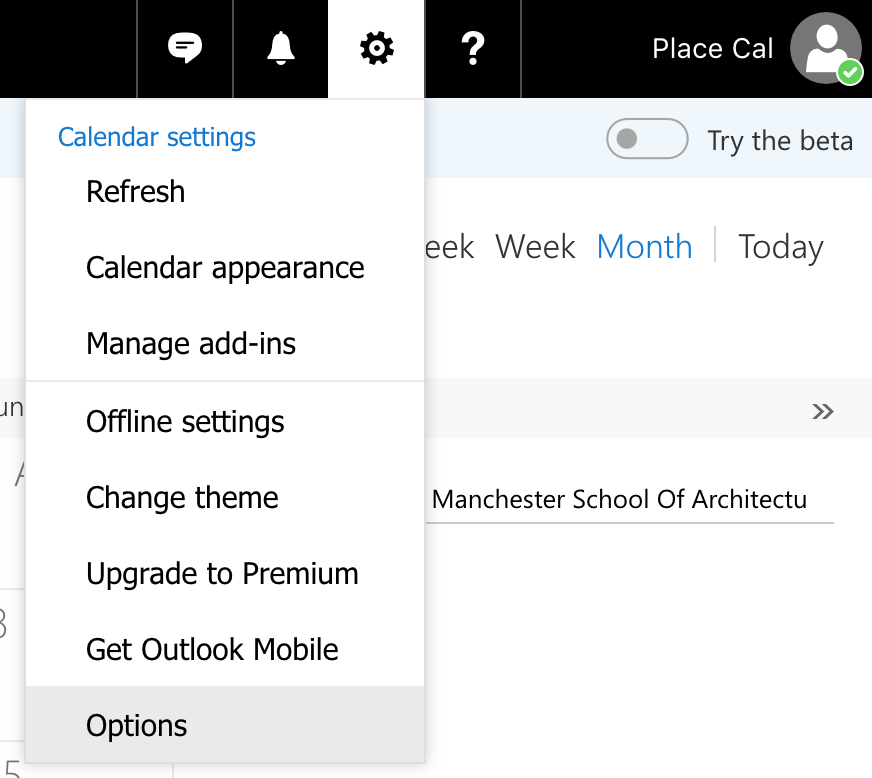 Place Cal
Try the beta
Calendar settings
Refresh
Calendar appearance
Manage add-ins
Offline settings
Change theme
Upgrade to Premium
Get Outlook Mobile
Options
eek Week Month Today
un
»
Manchester School Of Architectu